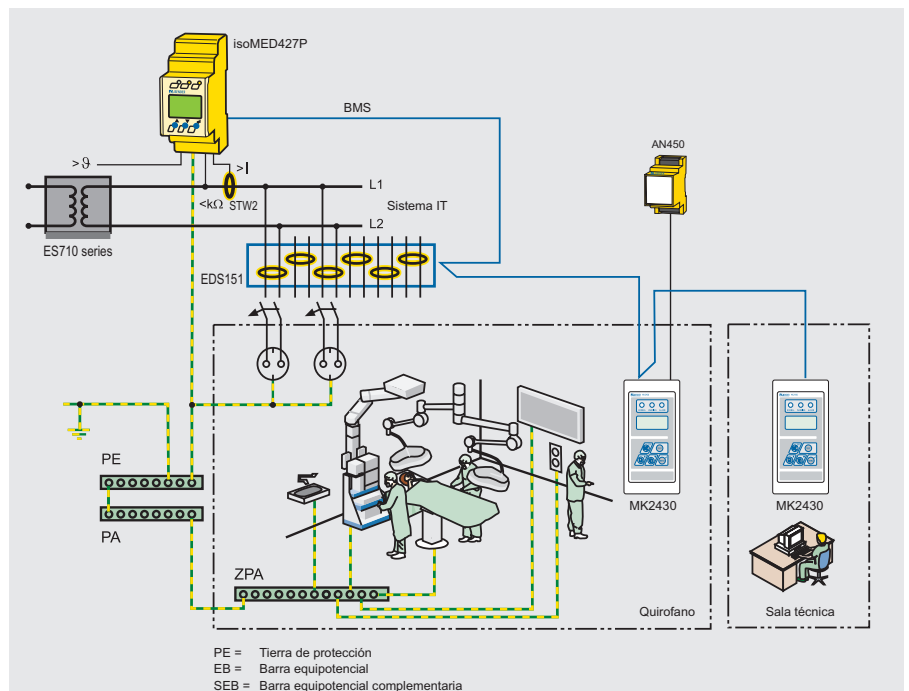 isoMED427P
BMS
AN450
>ϑ
>I
L1
<kΩ STW2
Sistema IT
L2
ES710 series
EDS151
PE
PA
MK2430
MK2430
ZPA
Quirofano
Sala técnica
PE = Tierra de protección
EB = Barra equipotencial
SEB = Barra equipotencial complementaria